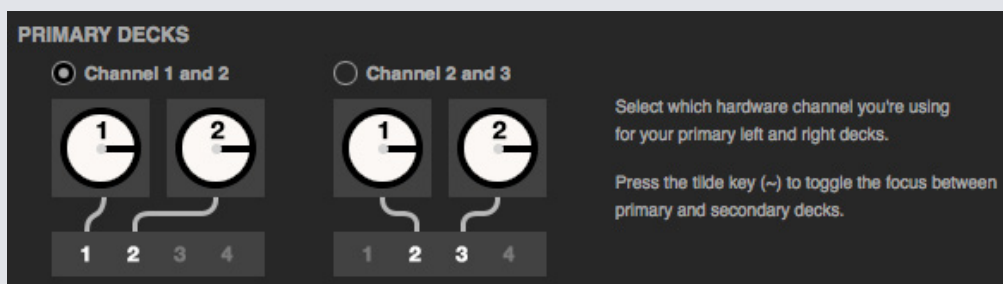 PRIMARY DECKS
Channel 1 and 2
Channel 2 and 3
1 2
1 2
Select which hardware channel you're using
for your primary left and right decks.
Press the tilde key (~) to toggle the focus between
primary and secondary decks.
1 2 3 4
1 2 3 4